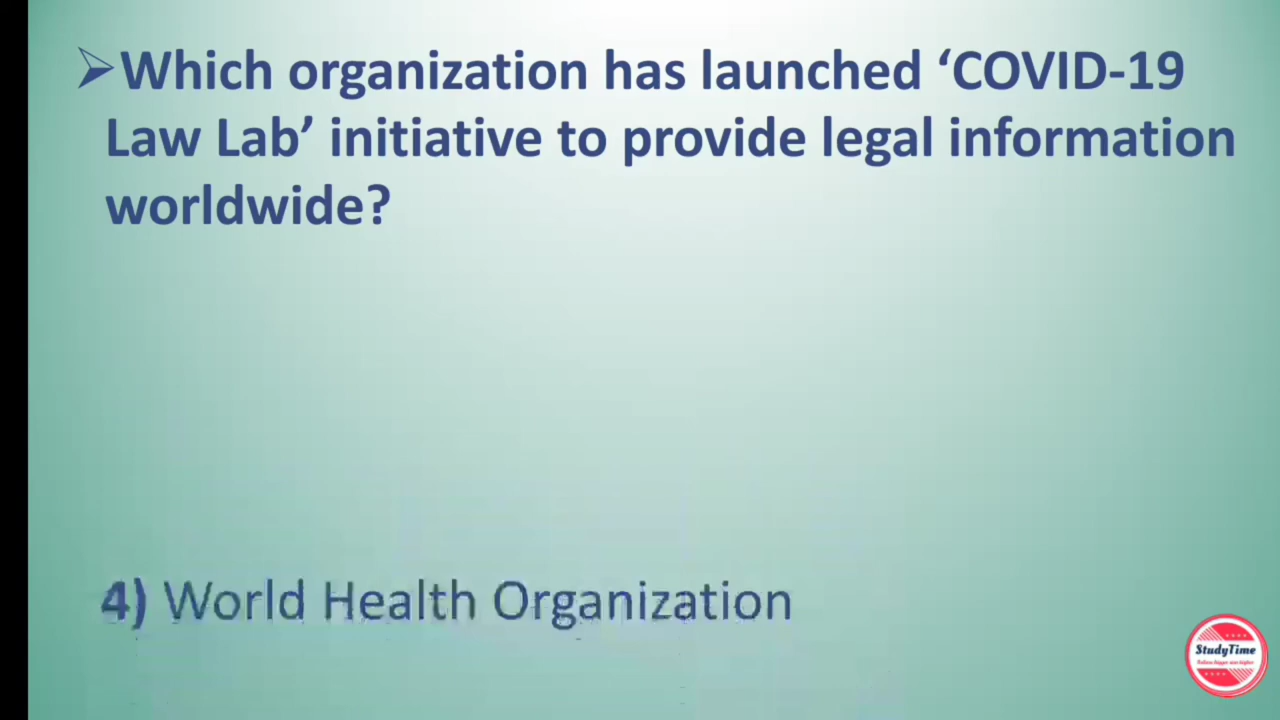 ➢Which organization has launched ‘COVID-19
Law Lab’ initiative to provide legal information
worldwide?
4) World Health Organization
StudyTime